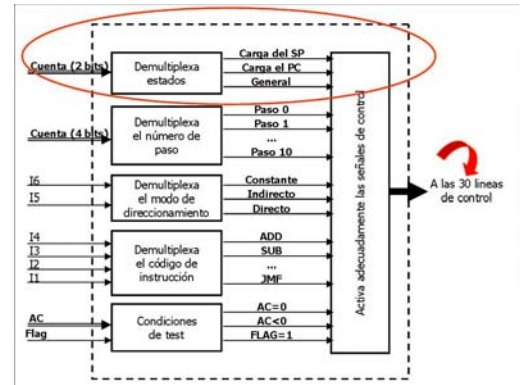 Cuenta (2 bits)
Demultiplexa
estados
Carga del SP
Carga el PC
General
Cuenta (4 bits)
Demultiplexa
el número de
paso
Paso 0
Paso 1
...
Paso 10
I6
I5
Demultiplexa
el modo de
direccionamiento
Constante
Indirecto
Directo
I4
I3
I2
I1
Demultiplexa
el código de
instrucción
ADD
SUB
...
JMF
AC
Flag
Condiciones
de test
AC=0
AC<0
FLAG=1
Activa adecuadamente las señales de control
A las 30 lineas
de control